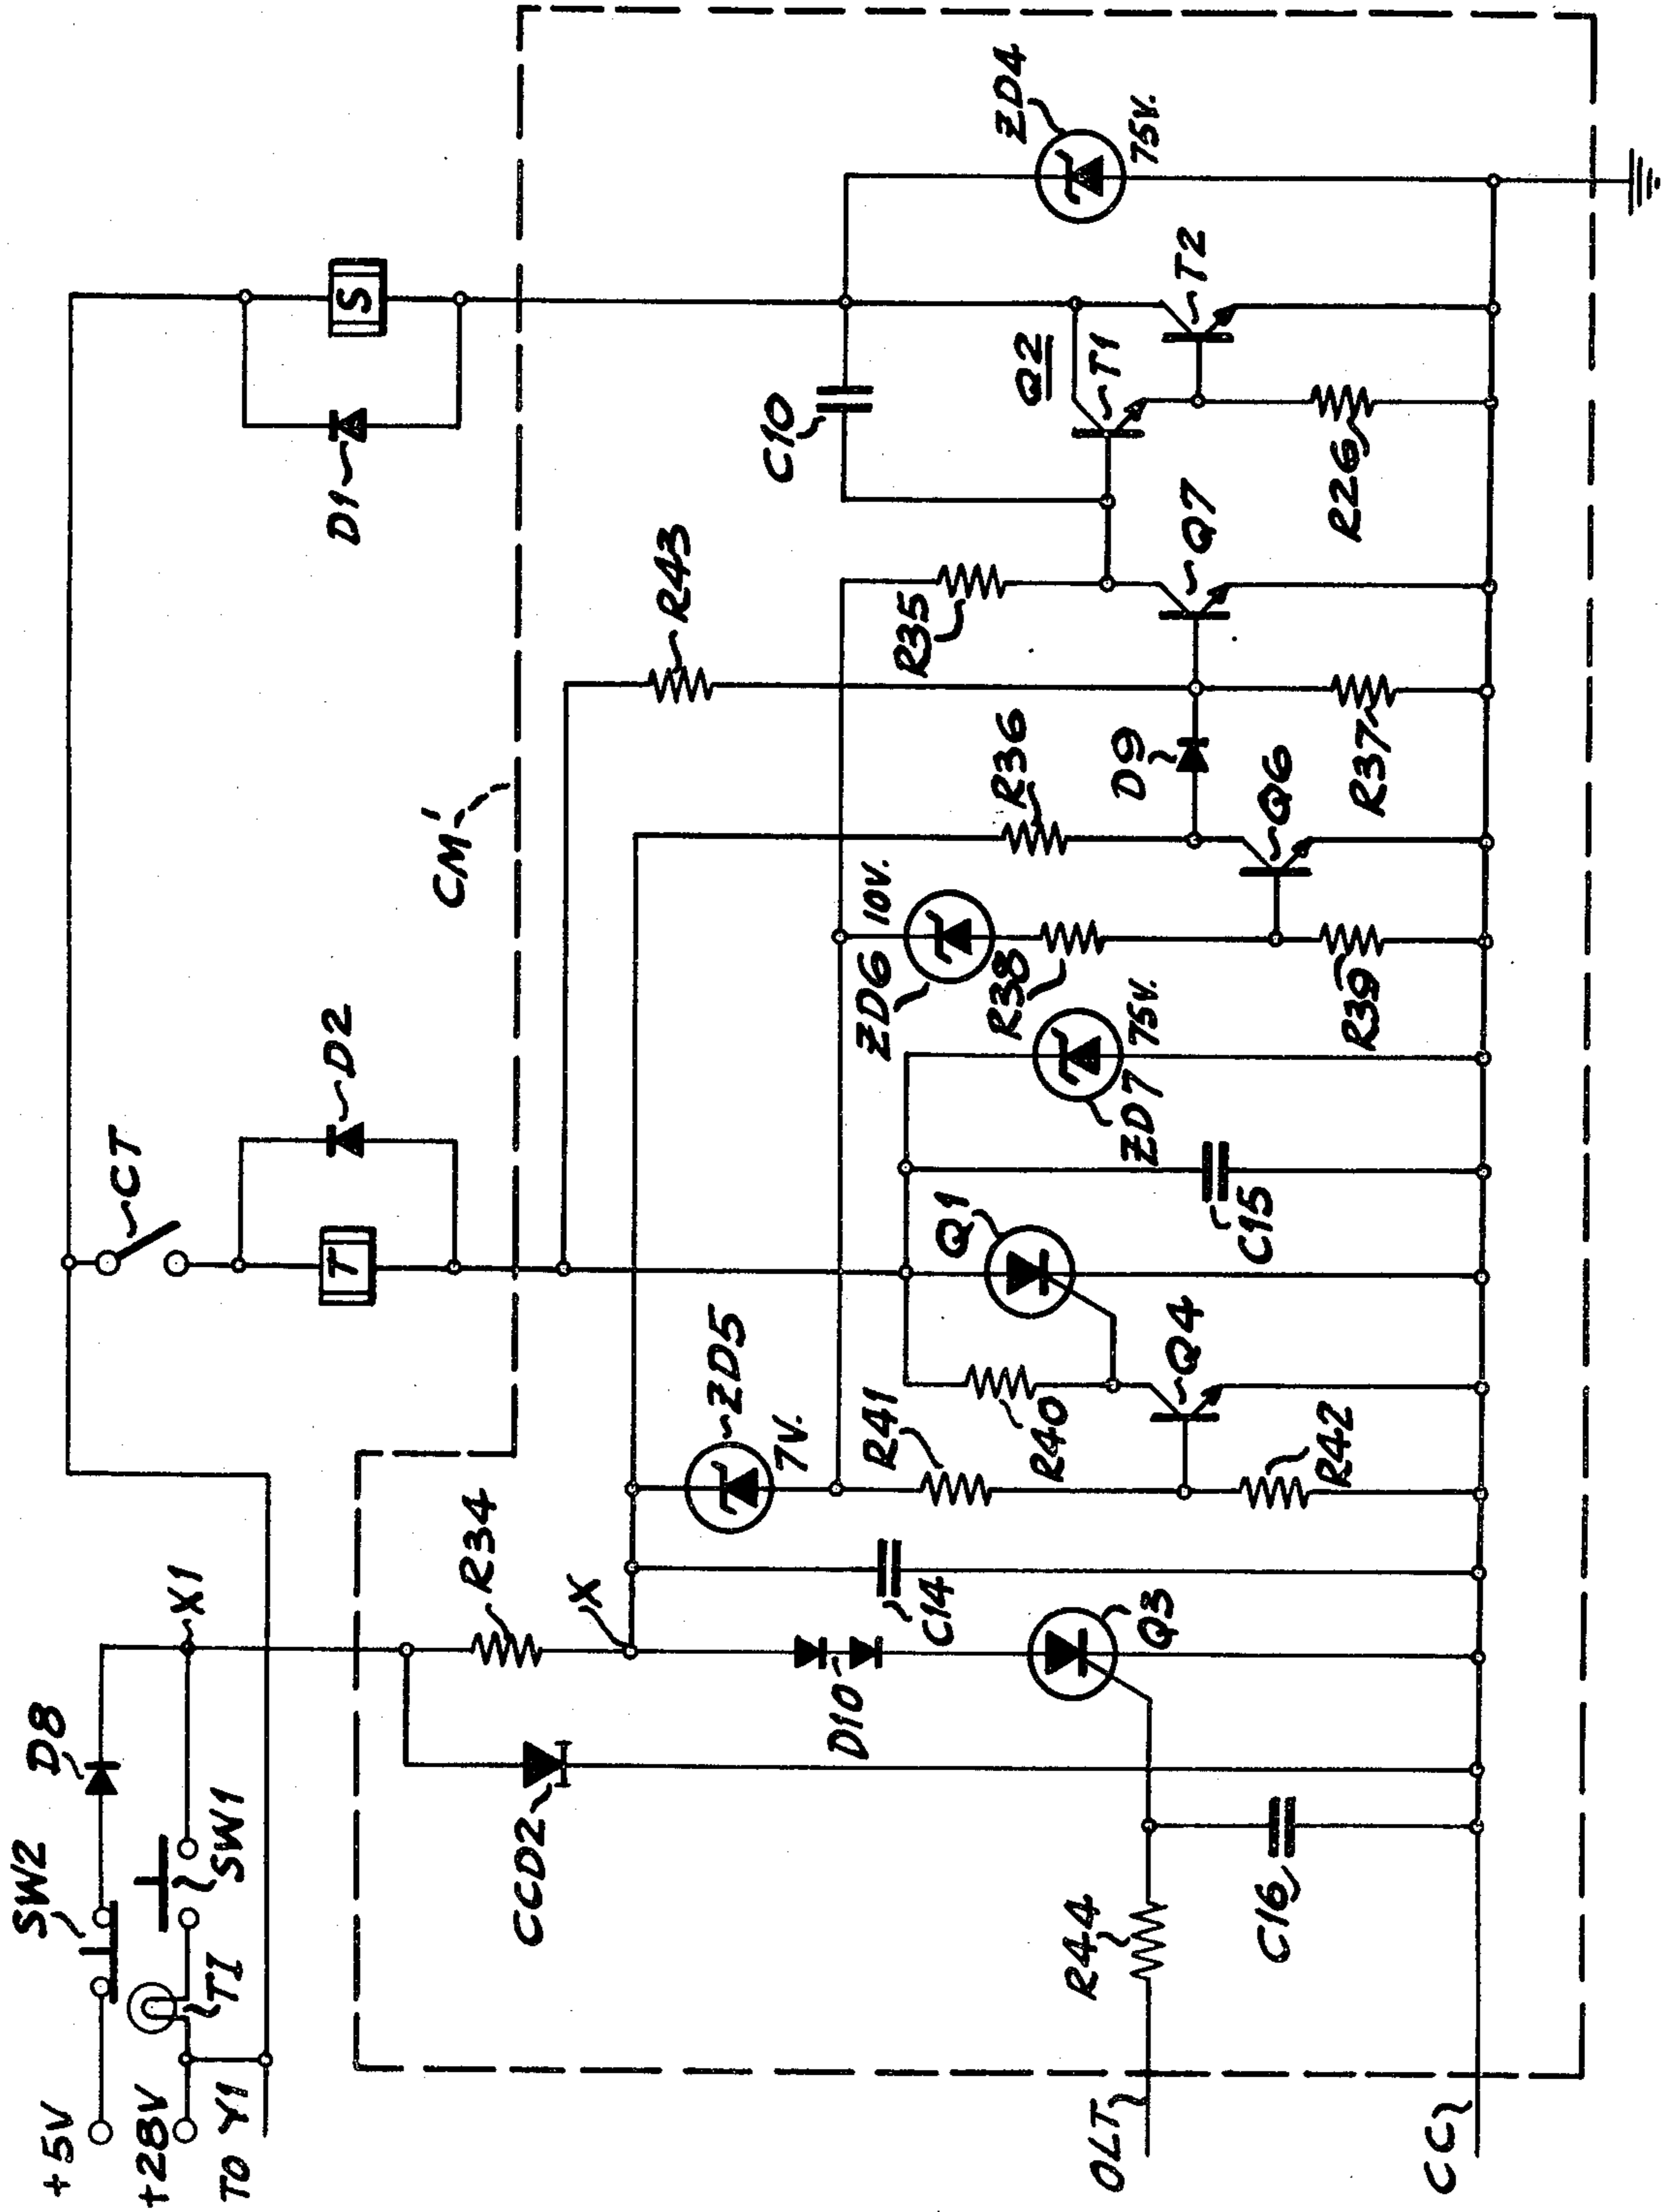 +5V
SW2
D8
+28V
TI
SW1
X1
TO Y1
CT
D2
T
D1
S
CM'
R34
X
CCD2
D10
Q3
C14
ZD5
7V.
R41
R42
R40
Q4
Q1
C15
ZD7
75V.
ZD6
10V.
R38
R39
R36
Q6
D9
R43
R37
R35
Q7
C10
Q2
T1
T2
R26
ZD4
75V.
OLT
R44
C16
CC